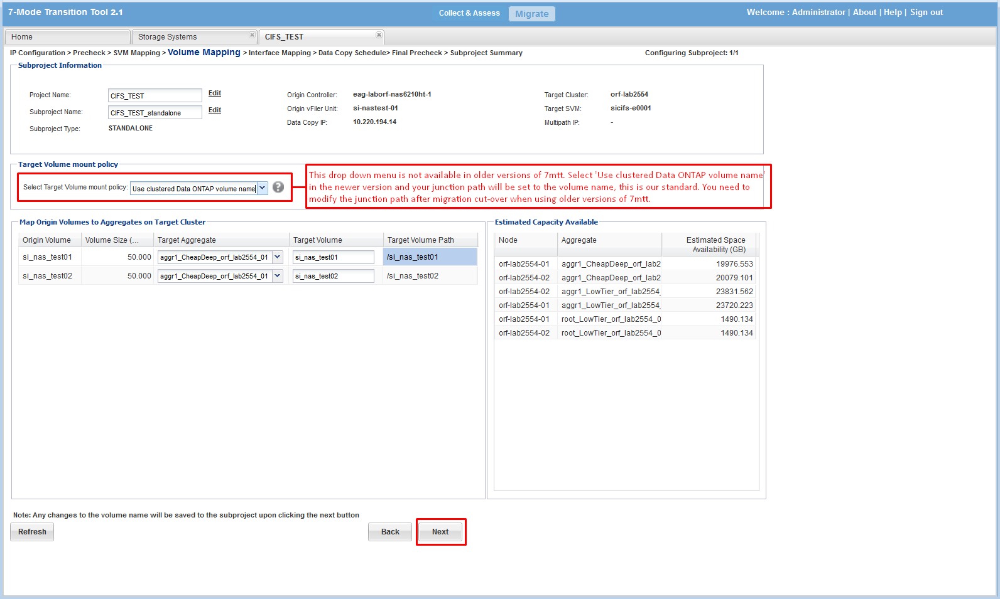 7-Mode Transition Tool 2.1
Collect & Assess
Migrate
Welcome : Administrator | About | Help | Sign out
Home
Storage Systems
CIFS_TEST
IP Configuration > Precheck > SVM Mapping > Volume Mapping > Interface Mapping > Data Copy Schedule> Final Precheck > Subproject Summary
Configuring Subproject: 1/1
Subproject Information
Project Name:
CIFS_TEST
Edit
Subproject Name:
CIFS_TEST_standalone
Edit
Subproject Type:
STANDALONE
Origin Controller:
eag-laborf-nas6210ht-1
Origin vFiler Unit:
si-nastest-01
Data Copy IP:
10.220.194.14
Target Cluster:
orf-lab2554
Target SVM:
sicifs-e0001
Multipath IP:
-
Target Volume mount policy
Select Target Volume mount policy:
Use clustered Data ONTAP volume name
?
This drop down menu is not available in older versions of 7mtt. Select 'Use clustered Data ONTAP volume name'
in the newer version and your junction path will be set to the volume name, this is our standard. You need to
modify the junction path after migration cut-over when using older versions of 7mtt.
Map Origin Volumes to Aggregates on Target Cluster
Origin Volume
Volume Size (...
Target Aggregate
Target Volume
Target Volume Path
si_nas_test01
50.000
aggr1_CheapDeep_orf_lab2554_01
si_nas_test01
/si_nas_test01
si_nas_test02
50.000
aggr1_CheapDeep_orf_lab2554_01
si_nas_test02
/si_nas_test02
Estimated Capacity Available
Node
Aggregate
Estimated Space
Availability (GB)
orf-lab2554-01
aggr1_CheapDeep_orf_lab2
19976.553
orf-lab2554-02
aggr1_CheapDeep_orf_lab2
20079.101
orf-lab2554-02
aggr1_LowTier_orf_lab2554_
23831.562
orf-lab2554-01
aggr1_LowTier_orf_lab2554_
23720.223
orf-lab2554-01
root_LowTier_orf_lab2554_0
1490.134
orf-lab2554-02
root_LowTier_orf_lab2554_0
1490.134
Note: Any changes to the volume name will be saved to the subproject upon clicking the next button
Refresh
Back
Next